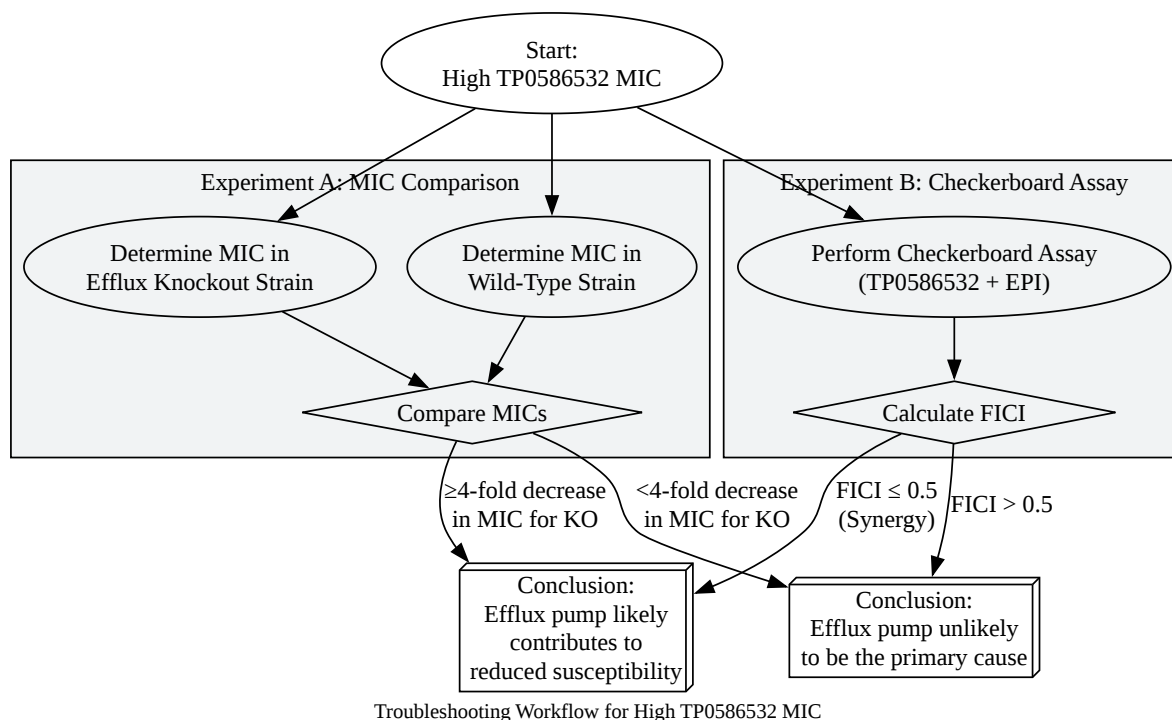 Start:
High TP0586532 MIC
Experiment A: MIC Comparison
Experiment B: Checkerboard Assay
Determine MIC in
Efflux Knockout Strain
Determine MIC in
Wild-Type Strain
Perform Checkerboard Assay
(TP0586532 + EPI)
Compare MICs
Calculate FICI
≥4-fold decrease
in MIC for KO
<4-fold decrease
in MIC for KO
FICI ≤ 0.5
(Synergy)
FICI > 0.5
Conclusion:
Efflux pump likely
contributes to
reduced susceptibility
Conclusion:
Efflux pump unlikely
to be the primary cause
Troubleshooting Workflow for High TP0586532 MIC